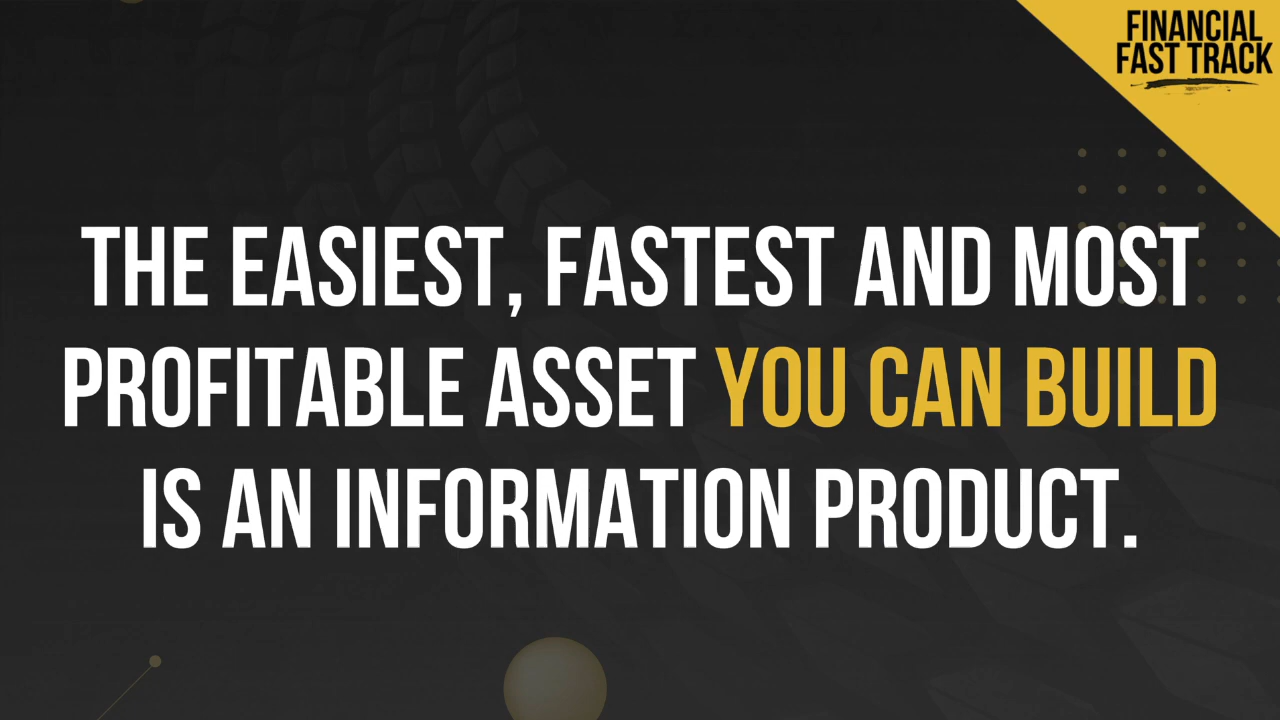 FINANCIAL
FAST TRACK
THE EASIEST, FASTEST AND MOST
PROFITABLE ASSET YOU CAN BUILD
IS AN INFORMATION PRODUCT.